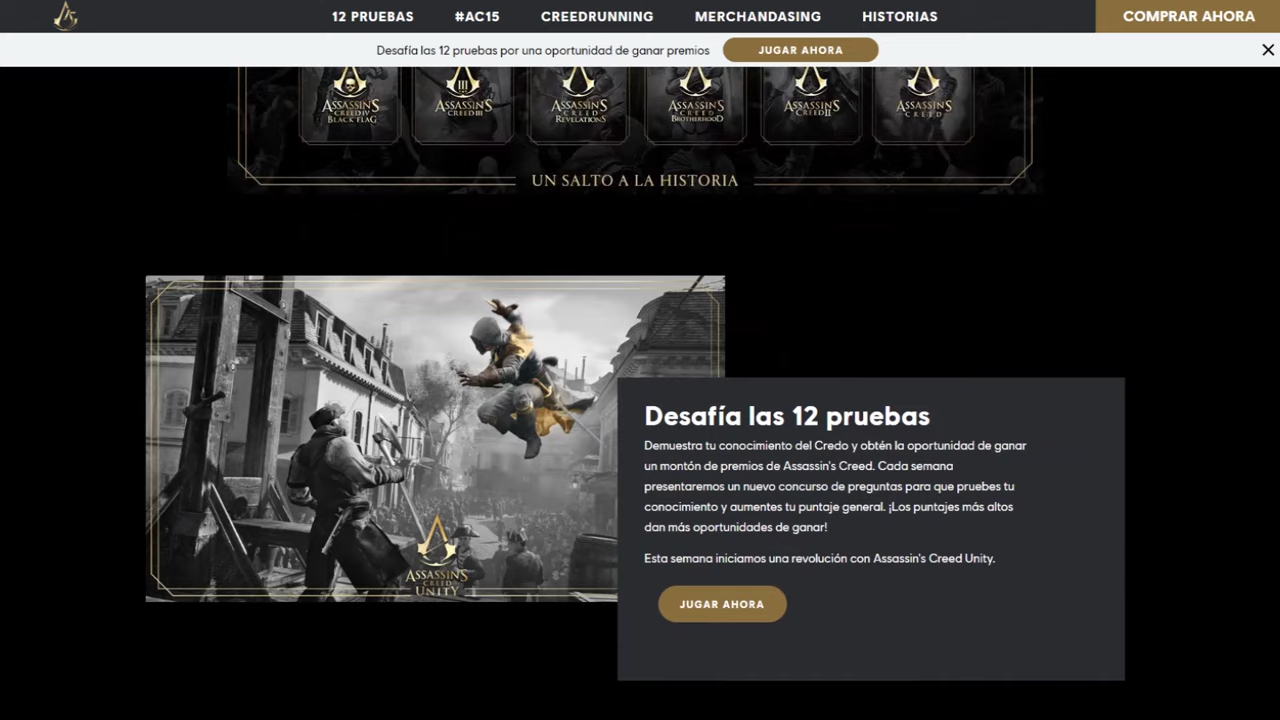 12 PRUEBAS #AC15 CREEDRUNNING MERCHANDASING HISTORIAS COMPRAR AHORA
Desafía las 12 pruebas por una oportunidad de ganar premios JUGAR AHORA
ASSASSIN'S CREED IV BLACK FLAG
ASSASSIN'S CREED III
ASSASSIN'S CREED REVELATIONS
ASSASSIN'S CREED BROTHERHOOD
ASSASSIN'S CREED II
ASSASSIN'S CREED
UN SALTO A LA HISTORIA
ASSASSIN'S
CREED
UNITY
Desafía las 12 pruebas
Demuestra tu conocimiento del Credo y obtén la oportunidad de ganar
un montón de premios de Assassin's Creed. Cada semana
presentaremos un nuevo concurso de preguntas para que pruebes tu
conocimiento y aumentes tu puntaje general. ¡Los puntajes más altos
dan más oportunidades de ganar!
Esta semana iniciamos una revolución con Assassin's Creed Unity.
JUGAR AHORA